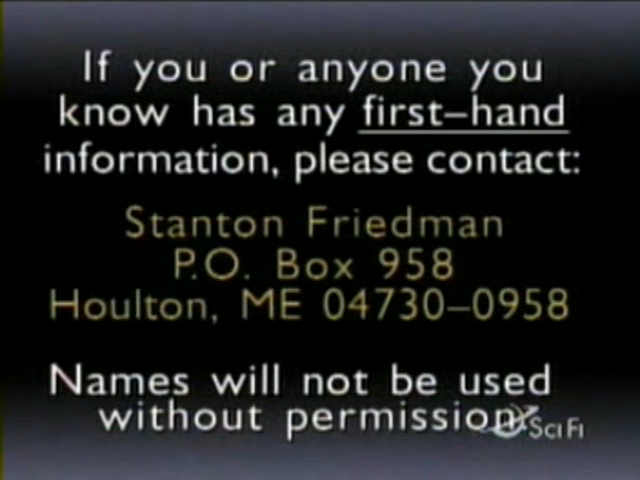 If you or anyone you
know has any first–hand
information, please contact:
Stanton Friedman
P.O. Box 958
Houlton, ME 04730–0958
Names will not be used
without permission.
SCI FI